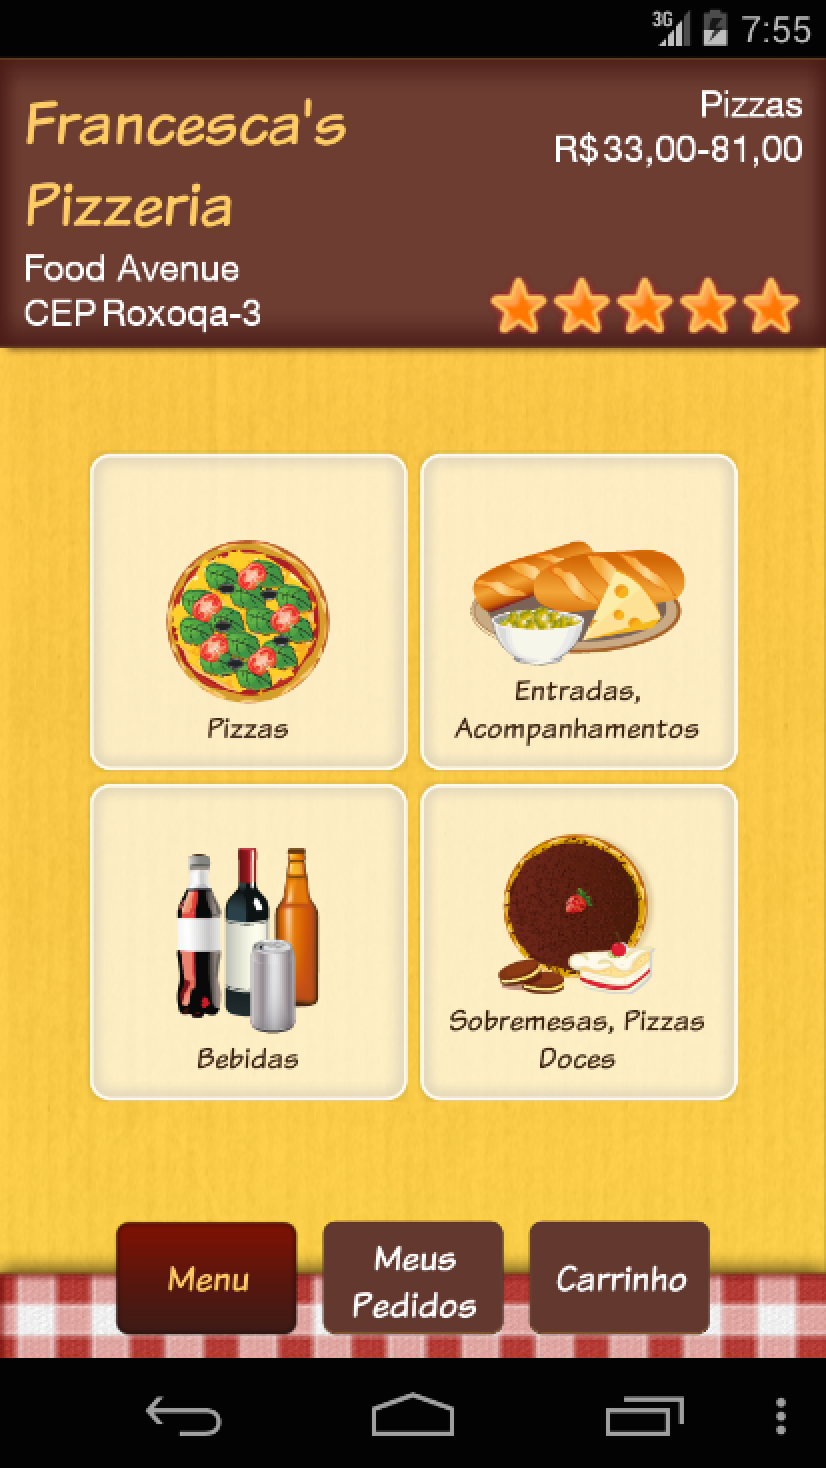 3G 7:55
Francesca's
Pizzeria
Pizzas
R$33,00-81,00
Food Avenue
CEP Roxoqa-3
Pizzas
Entradas,
Acompanhamentos
Bebidas
Sobremesas, Pizzas
Doces
Menu
Meus
Pedidos
Carrinho